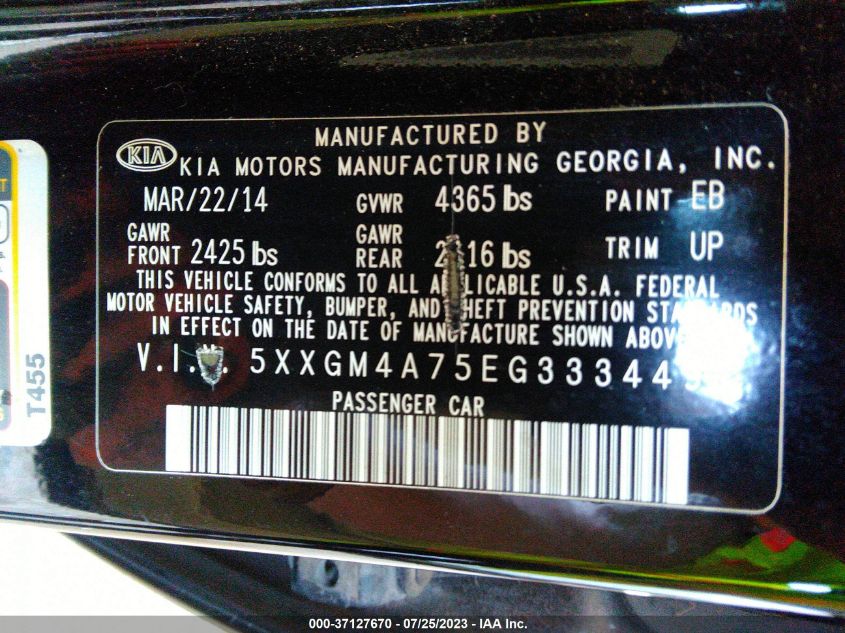 MANUFACTURED BY
KIA KIA MOTORS MANUFACTURING GEORGIA, INC.
MAR/22/14 GVWR 4365 lbs PAINT EB
GAWR FRONT 2425 lbs GAWR REAR lbs TRIM UP
THIS VEHICLE CONFORMS TO ALL U.S.A. FEDERAL
MOTOR VEHICLE SAFETY, BUMPER, AND THEFT PREVENTION STANDARDS
IN EFFECT ON THE DATE OF MANUFACTURE SHOWN ABOVE
PASSENGER CAR
T455
000-37127670 - 07/25/2023 - IAA Inc.